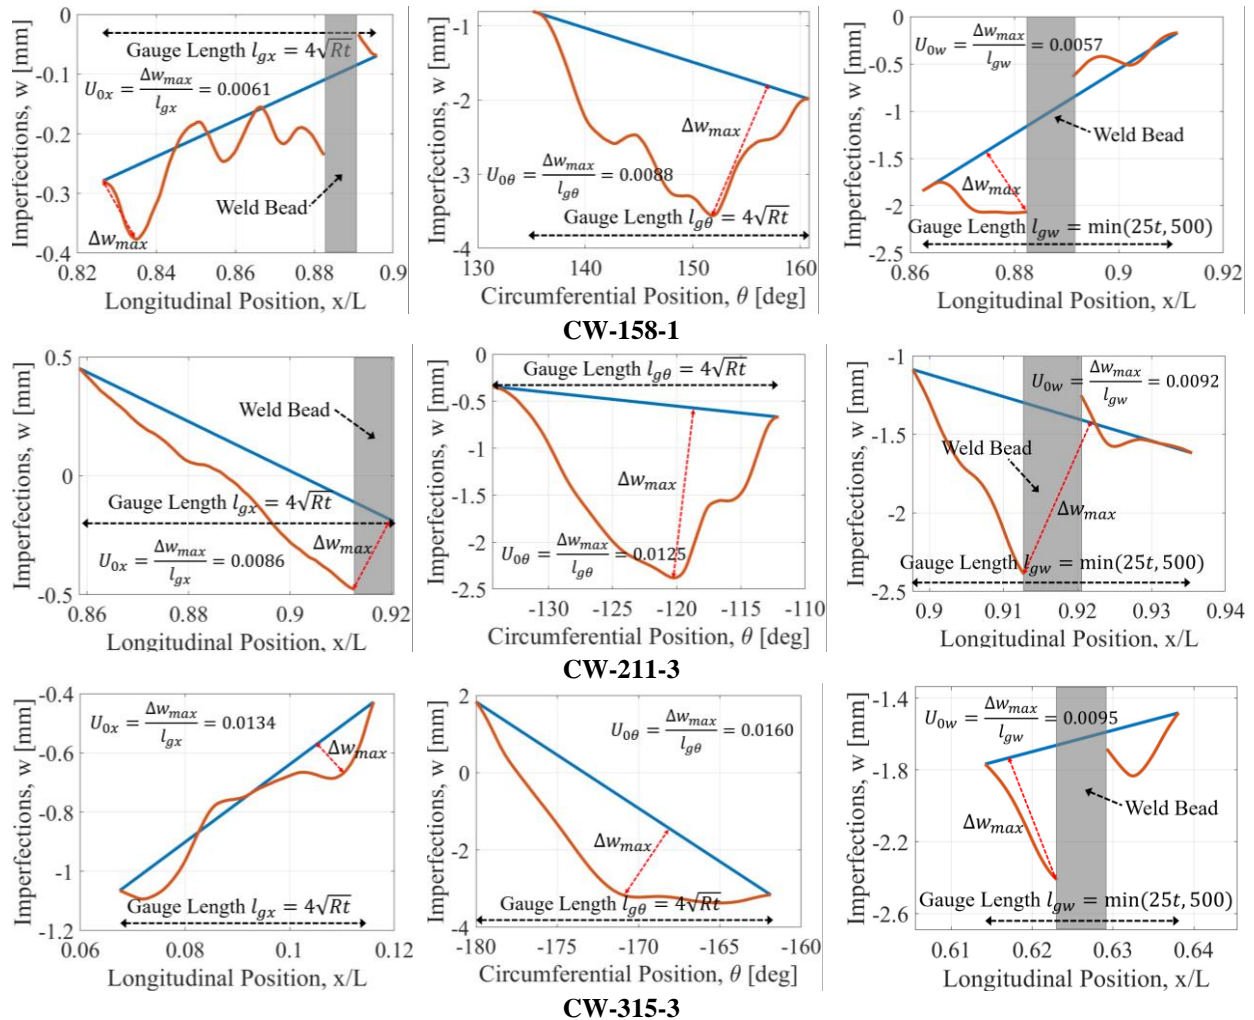 Imperfections, w [mm]
0
-0.1
-0.2
-0.3
-0.4
Gauge Length l_gx = 4√Rt
U_0x = Δw_max / l_gx = 0.0061
Weld Bead
Δw_max
0.82 0.84 0.86 0.88 0.9
Longitudinal Position, x/L
Imperfections, w [mm]
-1
-2
-3
-4
Δw_max
U_0θ = Δw_max / l_gθ = 0.0088
Gauge Length l_gθ = 4√Rt
130 140 150 160
Circumferential Position, θ [deg]
Imperfections, w [mm]
0
-0.5
-1
-1.5
-2
-2.5
U_0w = Δw_max / l_gw = 0.0057
Weld Bead
Δw_max
Gauge Length l_gw = min(25t, 500)
0.86 0.88 0.9 0.92
Longitudinal Position, x/L
CW-158-1
Imperfections, w [mm]
0.5
0
-0.5
Weld Bead
Gauge Length l_gx = 4√Rt
U_0x = Δw_max / l_gx = 0.0086
Δw_max
0.86 0.88 0.9 0.92
Longitudinal Position, x/L
Imperfections, w [mm]
0
-0.5
-1
-1.5
-2
-2.5
Gauge Length l_gθ = 4√Rt
Δw_max
U_0θ = Δw_max / l_gθ = 0.0125
-130 -120 -110 -110
Circumferential Position, θ [deg]
Imperfections, w [mm]
-1
-1.5
-2
-2.5
U_0w = Δw_max / l_gw = 0.0092
Weld Bead
Δw_max
Gauge Length l_gw = min(25t, 500)
0.9 0.91 0.92 0.93 0.94
Longitudinal Position, x/L
CW-211-3
Imperfections, w [mm]
-0.4
-0.6
-0.8
-1
-1.2
U_0x = Δw_max / l_gx = 0.0134
Δw_max
Gauge Length l_gx = 4√Rt
0.06 0.08 0.1 0.12
Longitudinal Position, x/L
Imperfections, w [mm]
2
0
-2
-4
U_0θ = Δw_max / l_gθ = 0.0160
Δw_max
Gauge Length l_gθ = 4√Rt
-180 -175 -170 -165 -160
Circumferential Position, θ [deg]
Imperfections, w [mm]
-1.4
-1.8
-2.2
-2.6
U_0w = Δw_max / l_gw = 0.0095
Weld Bead
Δw_max
Gauge Length l_gw = min(25t, 500)
0.61 0.62 0.63 0.64
Longitudinal Position, x/L
CW-315-3